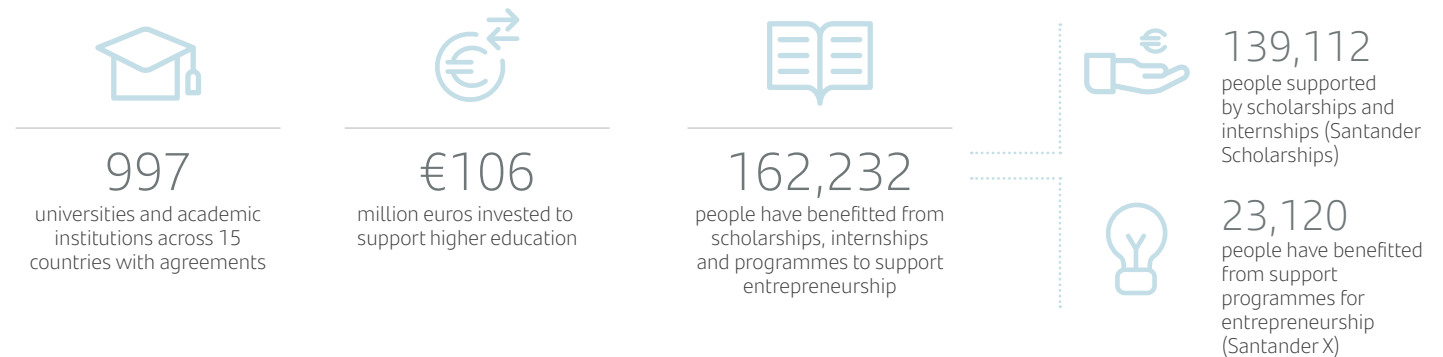 997
universities and academic
institutions across 15
countries with agreements
€106
million euros invested to
support higher education
162,232
people have benefitted from
scholarships, internships
and programmes to support
entrepreneurship
139,112
people supported
by scholarships and
internships (Santander
Scholarships)
23,120
people have benefitted
from support
programmes for
entrepreneurship
(Santander X)